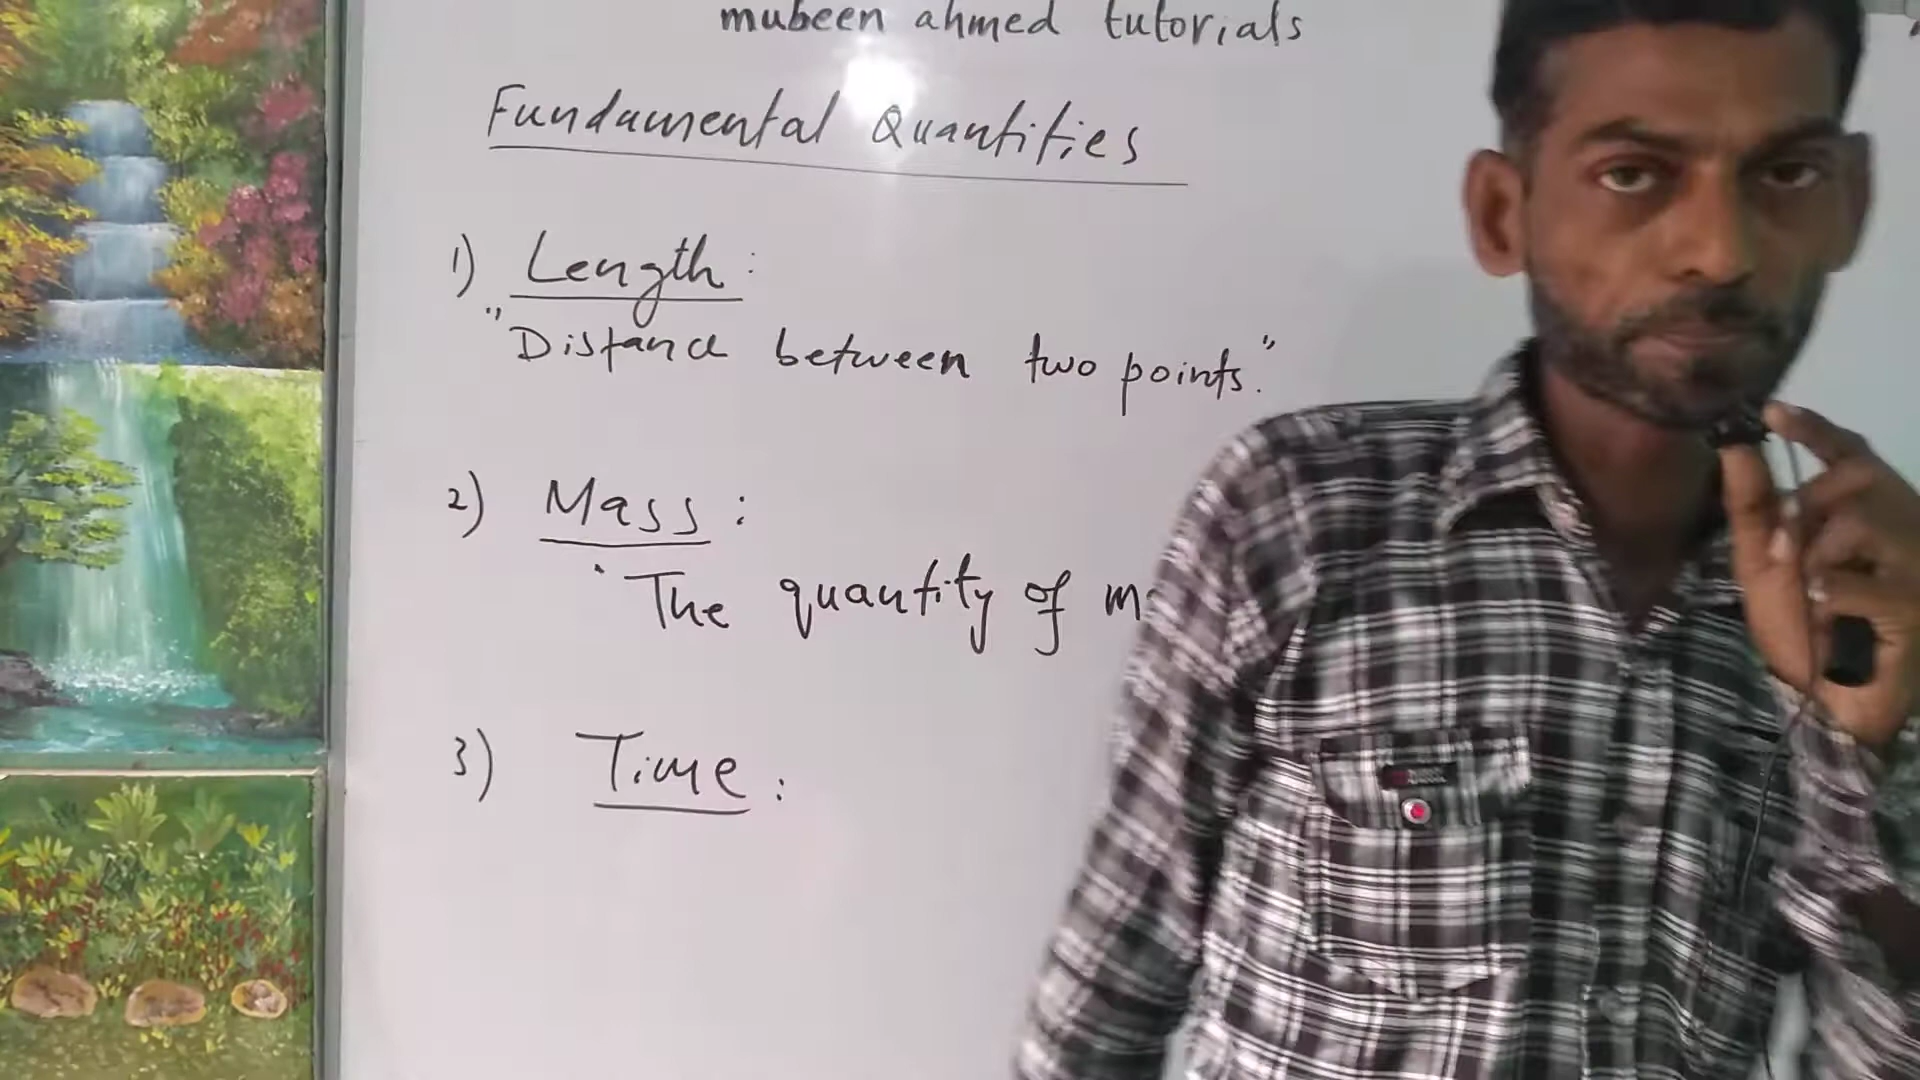 mubeen ahmed tutorials
Fundamental Quantities
1) Length:
"Distance between two points."
2) Mass:
The quantity of
3) Time: